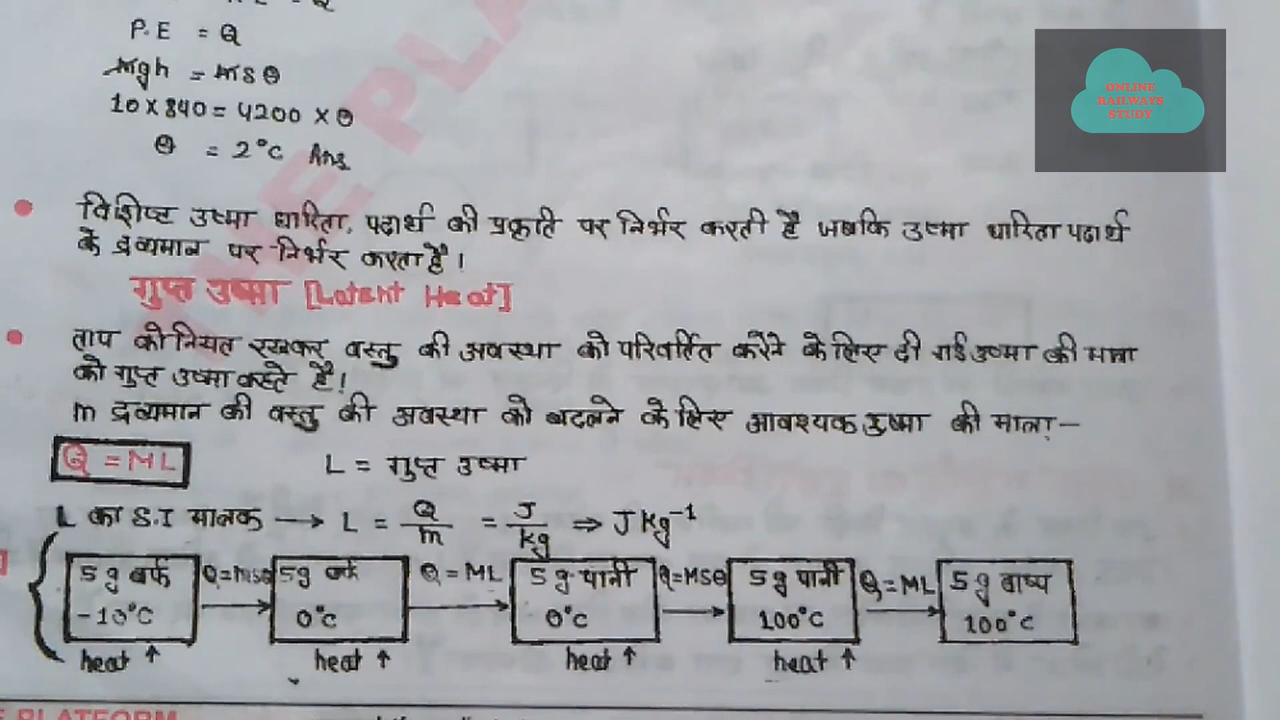 P.E = Q
mgh = msθ
10 x 840 = 4200 x θ
θ = 2°C Ans
ONLINE
RAILWAYS
STUDY
विशिष्ट उष्मा धारिता, पदार्थ की प्रकृति पर निर्भर करती है जबकि उष्मा धारिता पदार्थ
के द्रव्यमान पर निर्भर करता है।
गुप्त उष्मा [Latent Heat]
ताप को नियत रखकर वस्तु की अवस्था को परिवर्तित करने के लिए दी गई उष्मा की मात्रा
को गुप्त उष्मा कहते है।
m द्रव्यमान की वस्तु की अवस्था को बदलने के लिए आवश्यक उष्मा की मात्रा –
Q = ML L = गुप्त उष्मा
L का S.I मात्रक → L = Q/m = J/kg ⇒ J kg⁻¹
5 g बर्फ Q=msθ 5g बर्फ Q = ML 5 g पानी Q=MSθ 5 g पानी Q=ML 5 g वाष्प
-10°C 0°C 0°C 100°C 100°C
heat ↑ heat ↑ heat ↑ heat ↑
PLATFORM